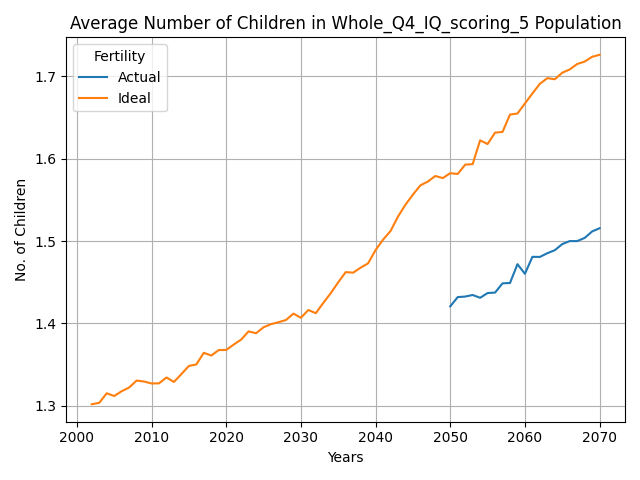 Average Number of Children in Whole_Q4_IQ_scoring_5 Population
Fertility
Actual
Ideal
No. of Children
1.7
1.6
1.5
1.4
1.3
2000 2010 2020 2030 2040 2050 2060 2070
Years